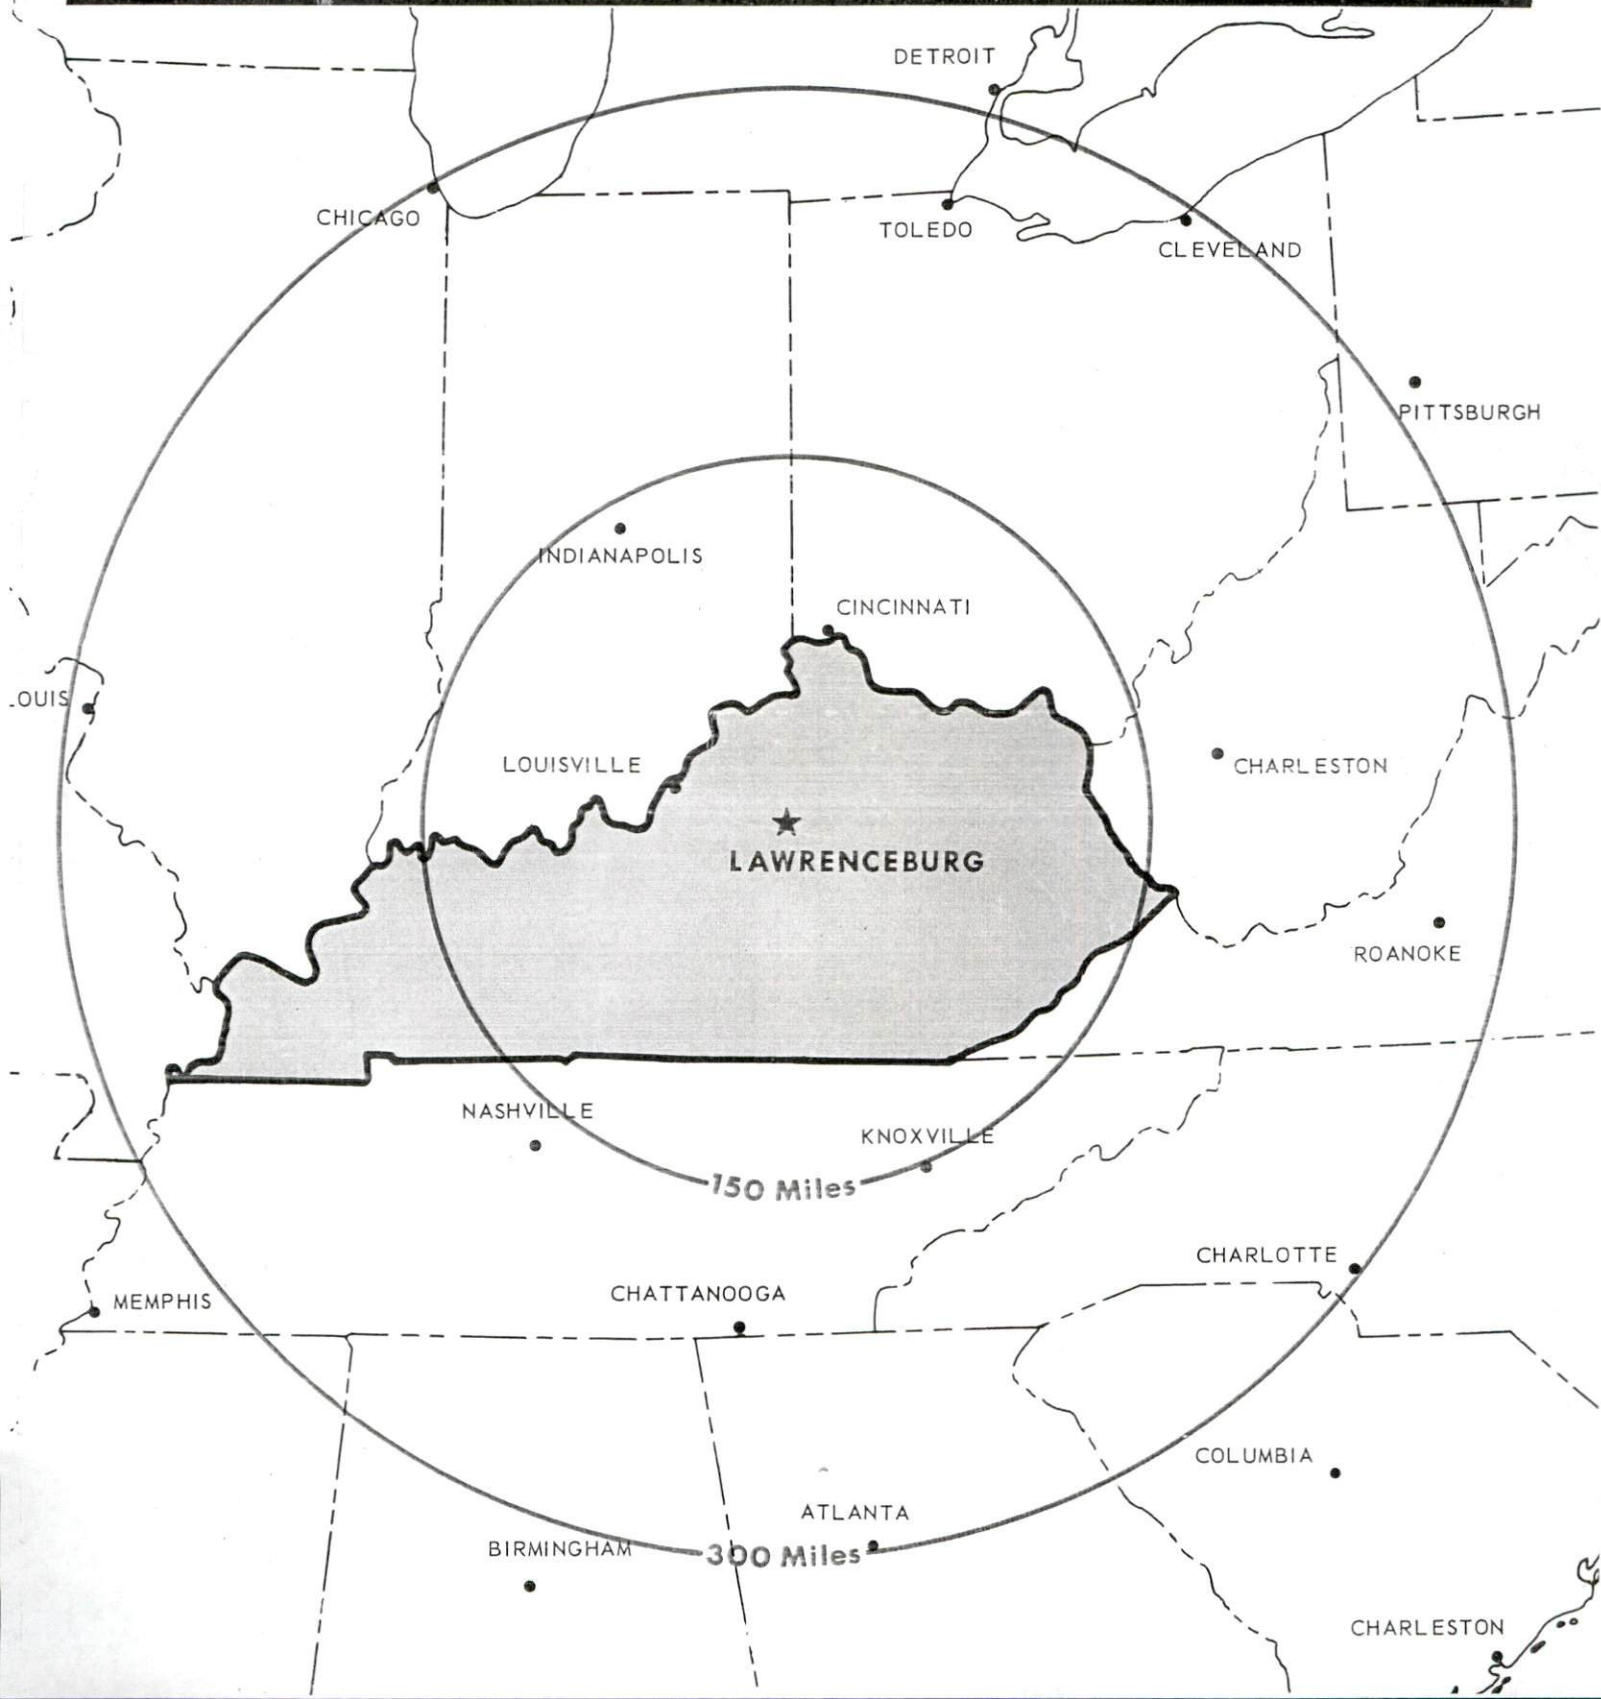 DETROIT
CHICAGO
TOLEDO
CLEVELAND
PITTSBURGH
INDIANAPOLIS
CINCINNATI
LOUIS
LOUISVILLE
CHARLESTON
LAWRENCEBURG
ROANOKE
NASHVILLE
KNOXVILLE
150 Miles
CHARLOTTE
CHATTANOOGA
MEMPHIS
COLUMBIA
ATLANTA
BIRMINGHAM
300 Miles
CHARLESTON